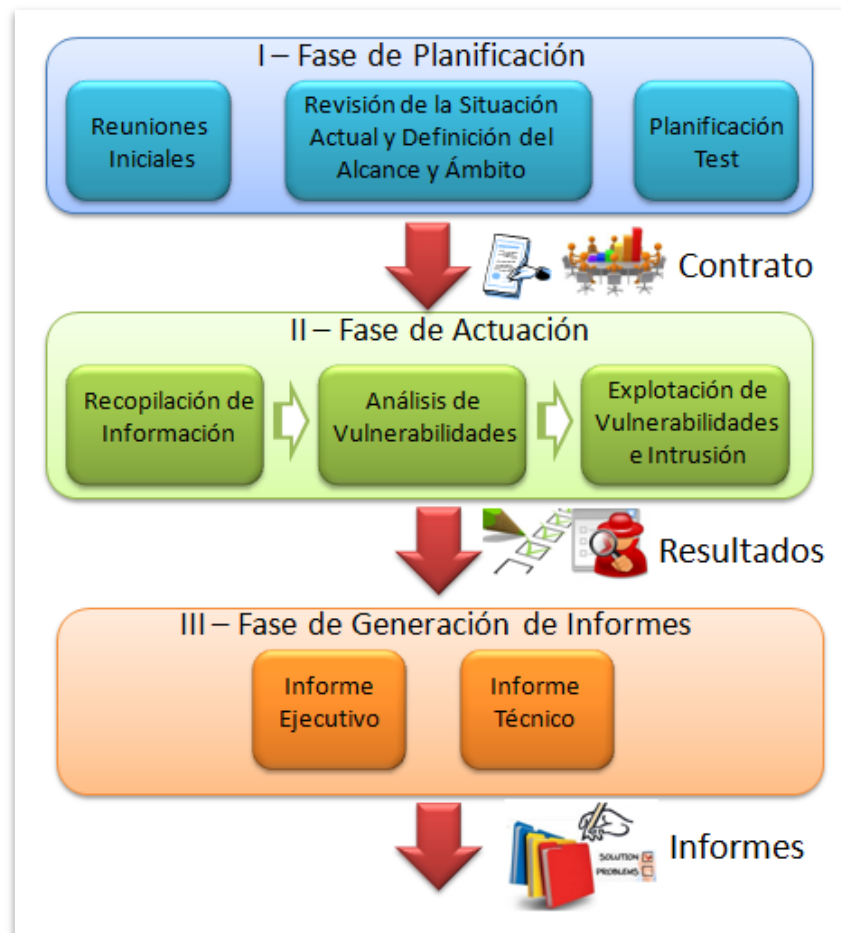 I – Fase de Planificación
Reuniones
Iniciales
Revisión de la Situación
Actual y Definición del
Alcance y Ámbito
Planificación
Test
Contrato
II – Fase de Actuación
Recopilación de
Información
Análisis de
Vulnerabilidades
Explotación de
Vulnerabilidades
e Intrusión
Resultados
III – Fase de Generación de Informes
Informe
Ejecutivo
Informe
Técnico
SOLUTION
PROBLEMS
Informes